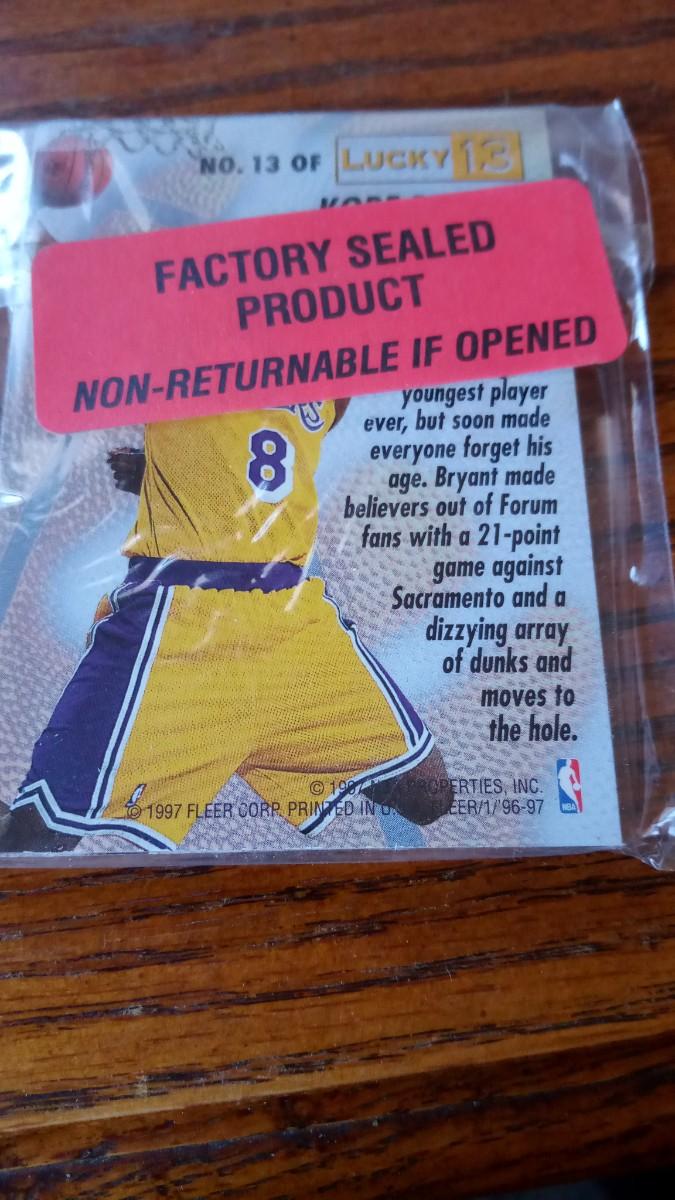 NO. 13 OF LUCKY 13
FACTORY SEALED
PRODUCT
NON-RETURNABLE IF OPENED
youngest player
ever, but soon made
everyone forget his
age. Bryant made
believers out of Forum
fans with a 21-point
game against
Sacramento and a
dizzying array
of dunks and
moves to
the hole.
8
© 1997 PROPERTIES, INC.
© 1997 FLEER CORP. PRINTED IN FLEER/1/'96-97
NBA